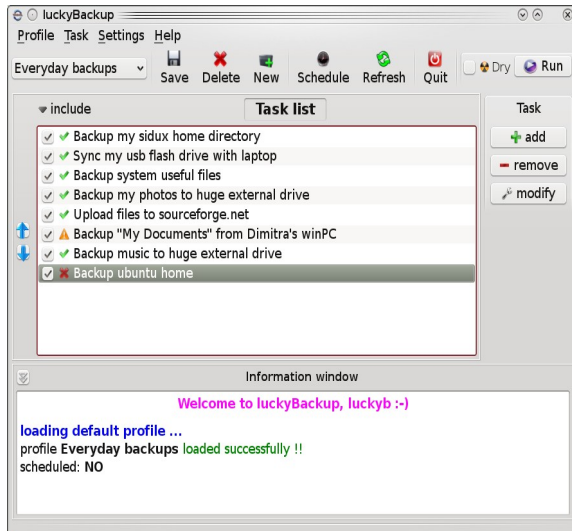 luckyBackup
Profile Task Settings Help
Everyday backups Save Delete New Schedule Refresh Quit Dry Run
include Task list Task
Backup my sidux home directory
Sync my usb flash drive with laptop
Backup system useful files
Backup my photos to huge external drive
Upload files to sourceforge.net
Backup "My Documents" from Dimitra's winPC
Backup music to huge external drive
Backup ubuntu home
add
remove
modify
Information window
Welcome to luckyBackup, luckyb :-)
loading default profile ...
profile Everyday backups loaded successfully !!
scheduled: NO